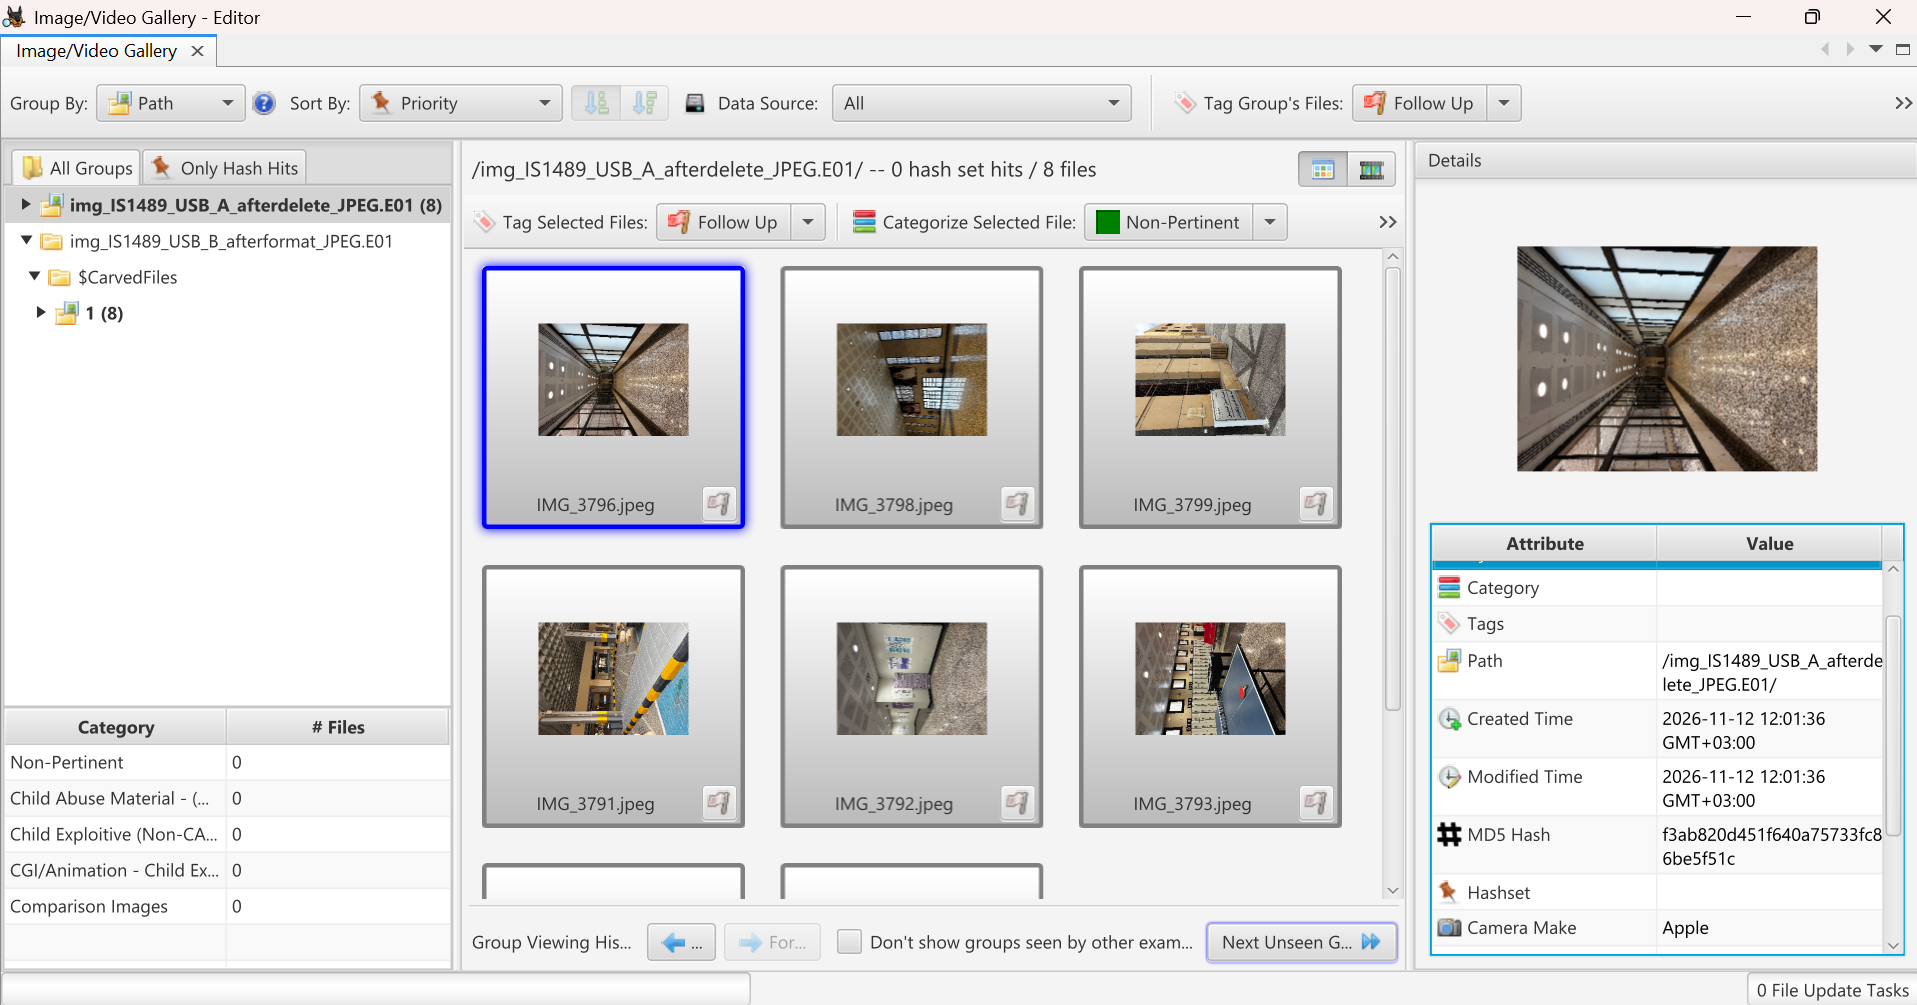 Image/Video Gallery - Editor
Image/Video Gallery
Group By:
Path
Sort By:
Priority
Data Source:
All
Tag Group's Files:
Follow Up
All Groups
Only Hash Hits
img_IS1489_USB_A_afterdelete_JPEG.E01 (8)
img_IS1489_USB_B_afterformat_JPEG.E01
$CarvedFiles
1 (8)
Category # Files
Non-Pertinent 0
Child Abuse Material - (... 0
Child Exploitive (Non-CA... 0
CGI/Animation - Child Ex... 0
Comparison Images 0
/img_IS1489_USB_A_afterdelete_JPEG.E01/ -- 0 hash set hits / 8 files
Tag Selected Files:
Follow Up
Categorize Selected File:
Non-Pertinent
IMG_3796.jpeg
IMG_3798.jpeg
IMG_3799.jpeg
IMG_3791.jpeg
IMG_3792.jpeg
IMG_3793.jpeg
Group Viewing His...
...
For...
Don't show groups seen by other exam...
Next Unseen G...
Details
Attribute Value
Category
Tags
Path /img_IS1489_USB_A_afterde
lete_JPEG.E01/
Created Time 2026-11-12 12:01:36
GMT+03:00
Modified Time 2026-11-12 12:01:36
GMT+03:00
MD5 Hash f3ab820d451f640a75733fc8
6be5f51c
Hashset
Camera Make Apple
0 File Update Tasks